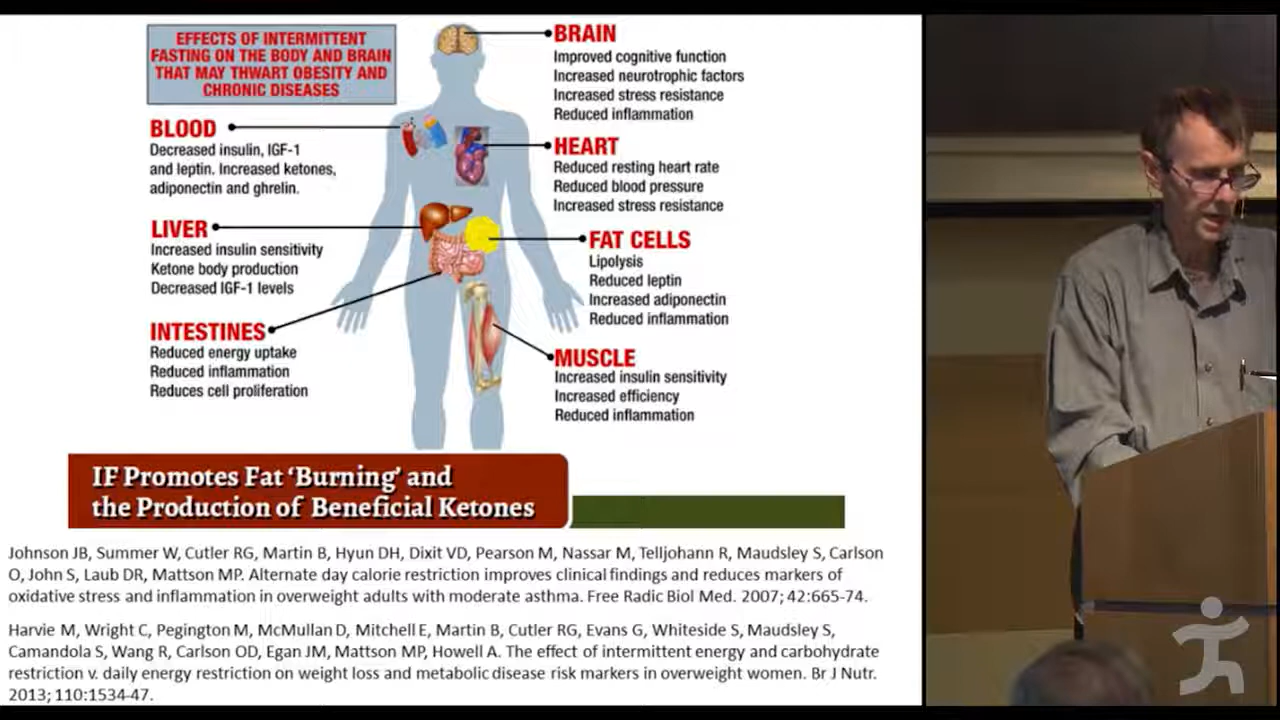 EFFECTS OF INTERMITTENT
FASTING ON THE BODY AND BRAIN
THAT MAY THWART OBESITY AND
CHRONIC DISEASES
BRAIN
Improved cognitive function
Increased neurotrophic factors
Increased stress resistance
Reduced inflammation
BLOOD
Decreased insulin, IGF-1
and leptin. Increased ketones,
adiponectin and ghrelin.
HEART
Reduced resting heart rate
Reduced blood pressure
Increased stress resistance
LIVER
Increased insulin sensitivity
Ketone body production
Decreased IGF-1 levels
FAT CELLS
Lipolysis
Reduced leptin
Increased adiponectin
Reduced inflammation
INTESTINES
Reduced energy uptake
Reduced inflammation
Reduces cell proliferation
MUSCLE
Increased insulin sensitivity
Increased efficiency
Reduced inflammation
IF Promotes Fat ‘Burning’ and
the Production of Beneficial Ketones
Johnson JB, Summer W, Cutler RG, Martin B, Hyun DH, Dixit VD, Pearson M, Nassar M, Telljohann R, Maudsley S, Carlson
O, John S, Laub DR, Mattson MP. Alternate day calorie restriction improves clinical findings and reduces markers of
oxidative stress and inflammation in overweight adults with moderate asthma. Free Radic Biol Med. 2007; 42:665-74.
Harvie M, Wright C, Pegington M, McMullan D, Mitchell E, Martin B, Cutler RG, Evans G, Whiteside S, Maudsley S,
Camandola S, Wang R, Carlson OD, Egan JM, Mattson MP, Howell A. The effect of intermittent energy and carbohydrate
restriction v. daily energy restriction on weight loss and metabolic disease risk markers in overweight women. Br J Nutr.
2013; 110:1534-47.